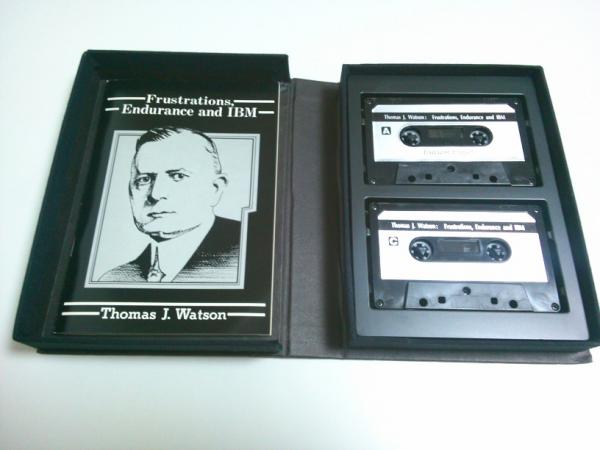 Frustrations,
Endurance and IBM
Thomas J. Watson
Thomas J. Watson: Frustrations, Endurance and IBM
A
Thomas J. Watson: Frustrations, Endurance and IBM
C